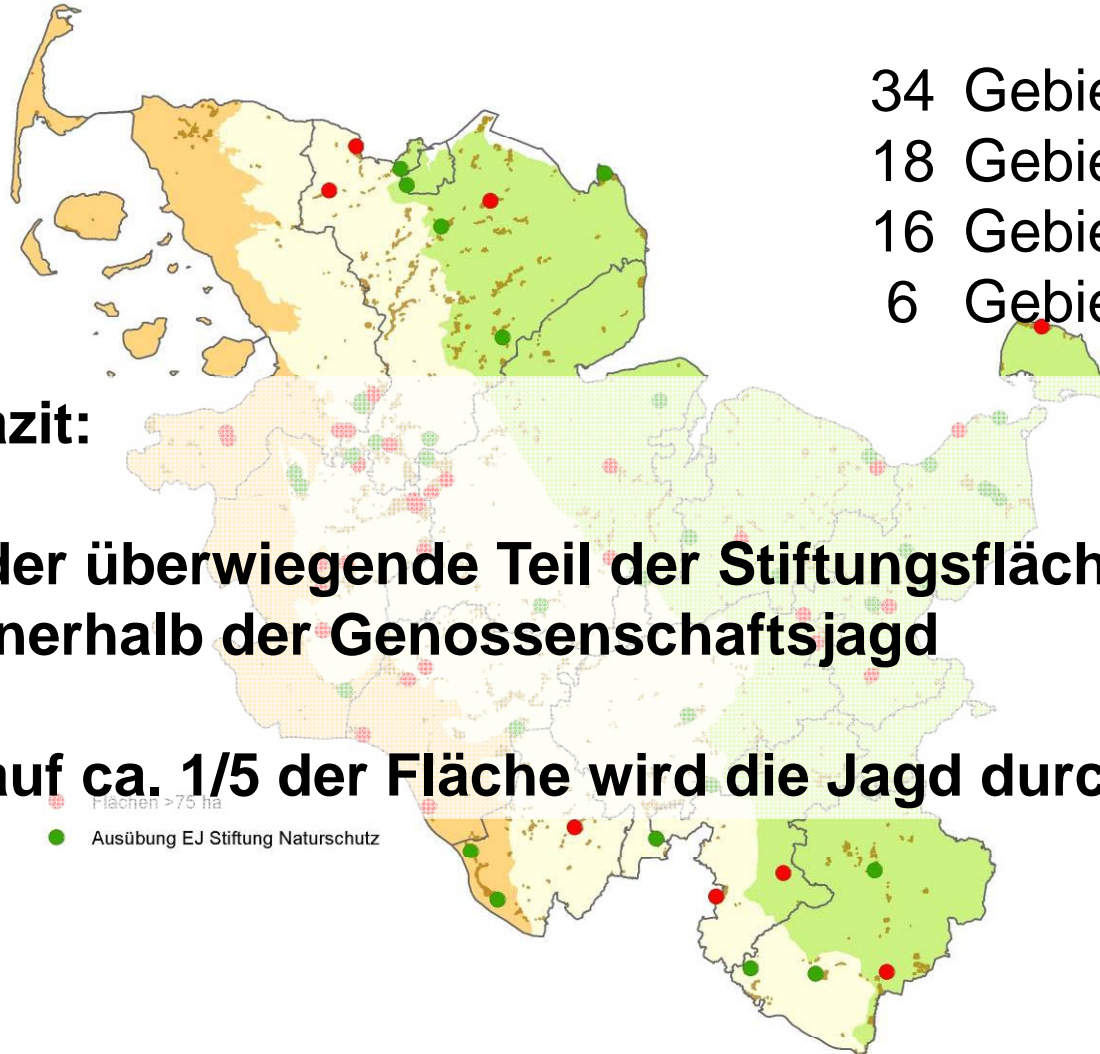 34 Gebie
18 Gebie
16 Gebie
6 Gebie
azit:
der überwiegende Teil der Stiftungsfläch
nerhalb der Genossenschaftsjagd
auf ca. 1/5 der Fläche wird die Jagd durc
Flächen >75 ha
Ausübung EJ Stiftung Naturschutz